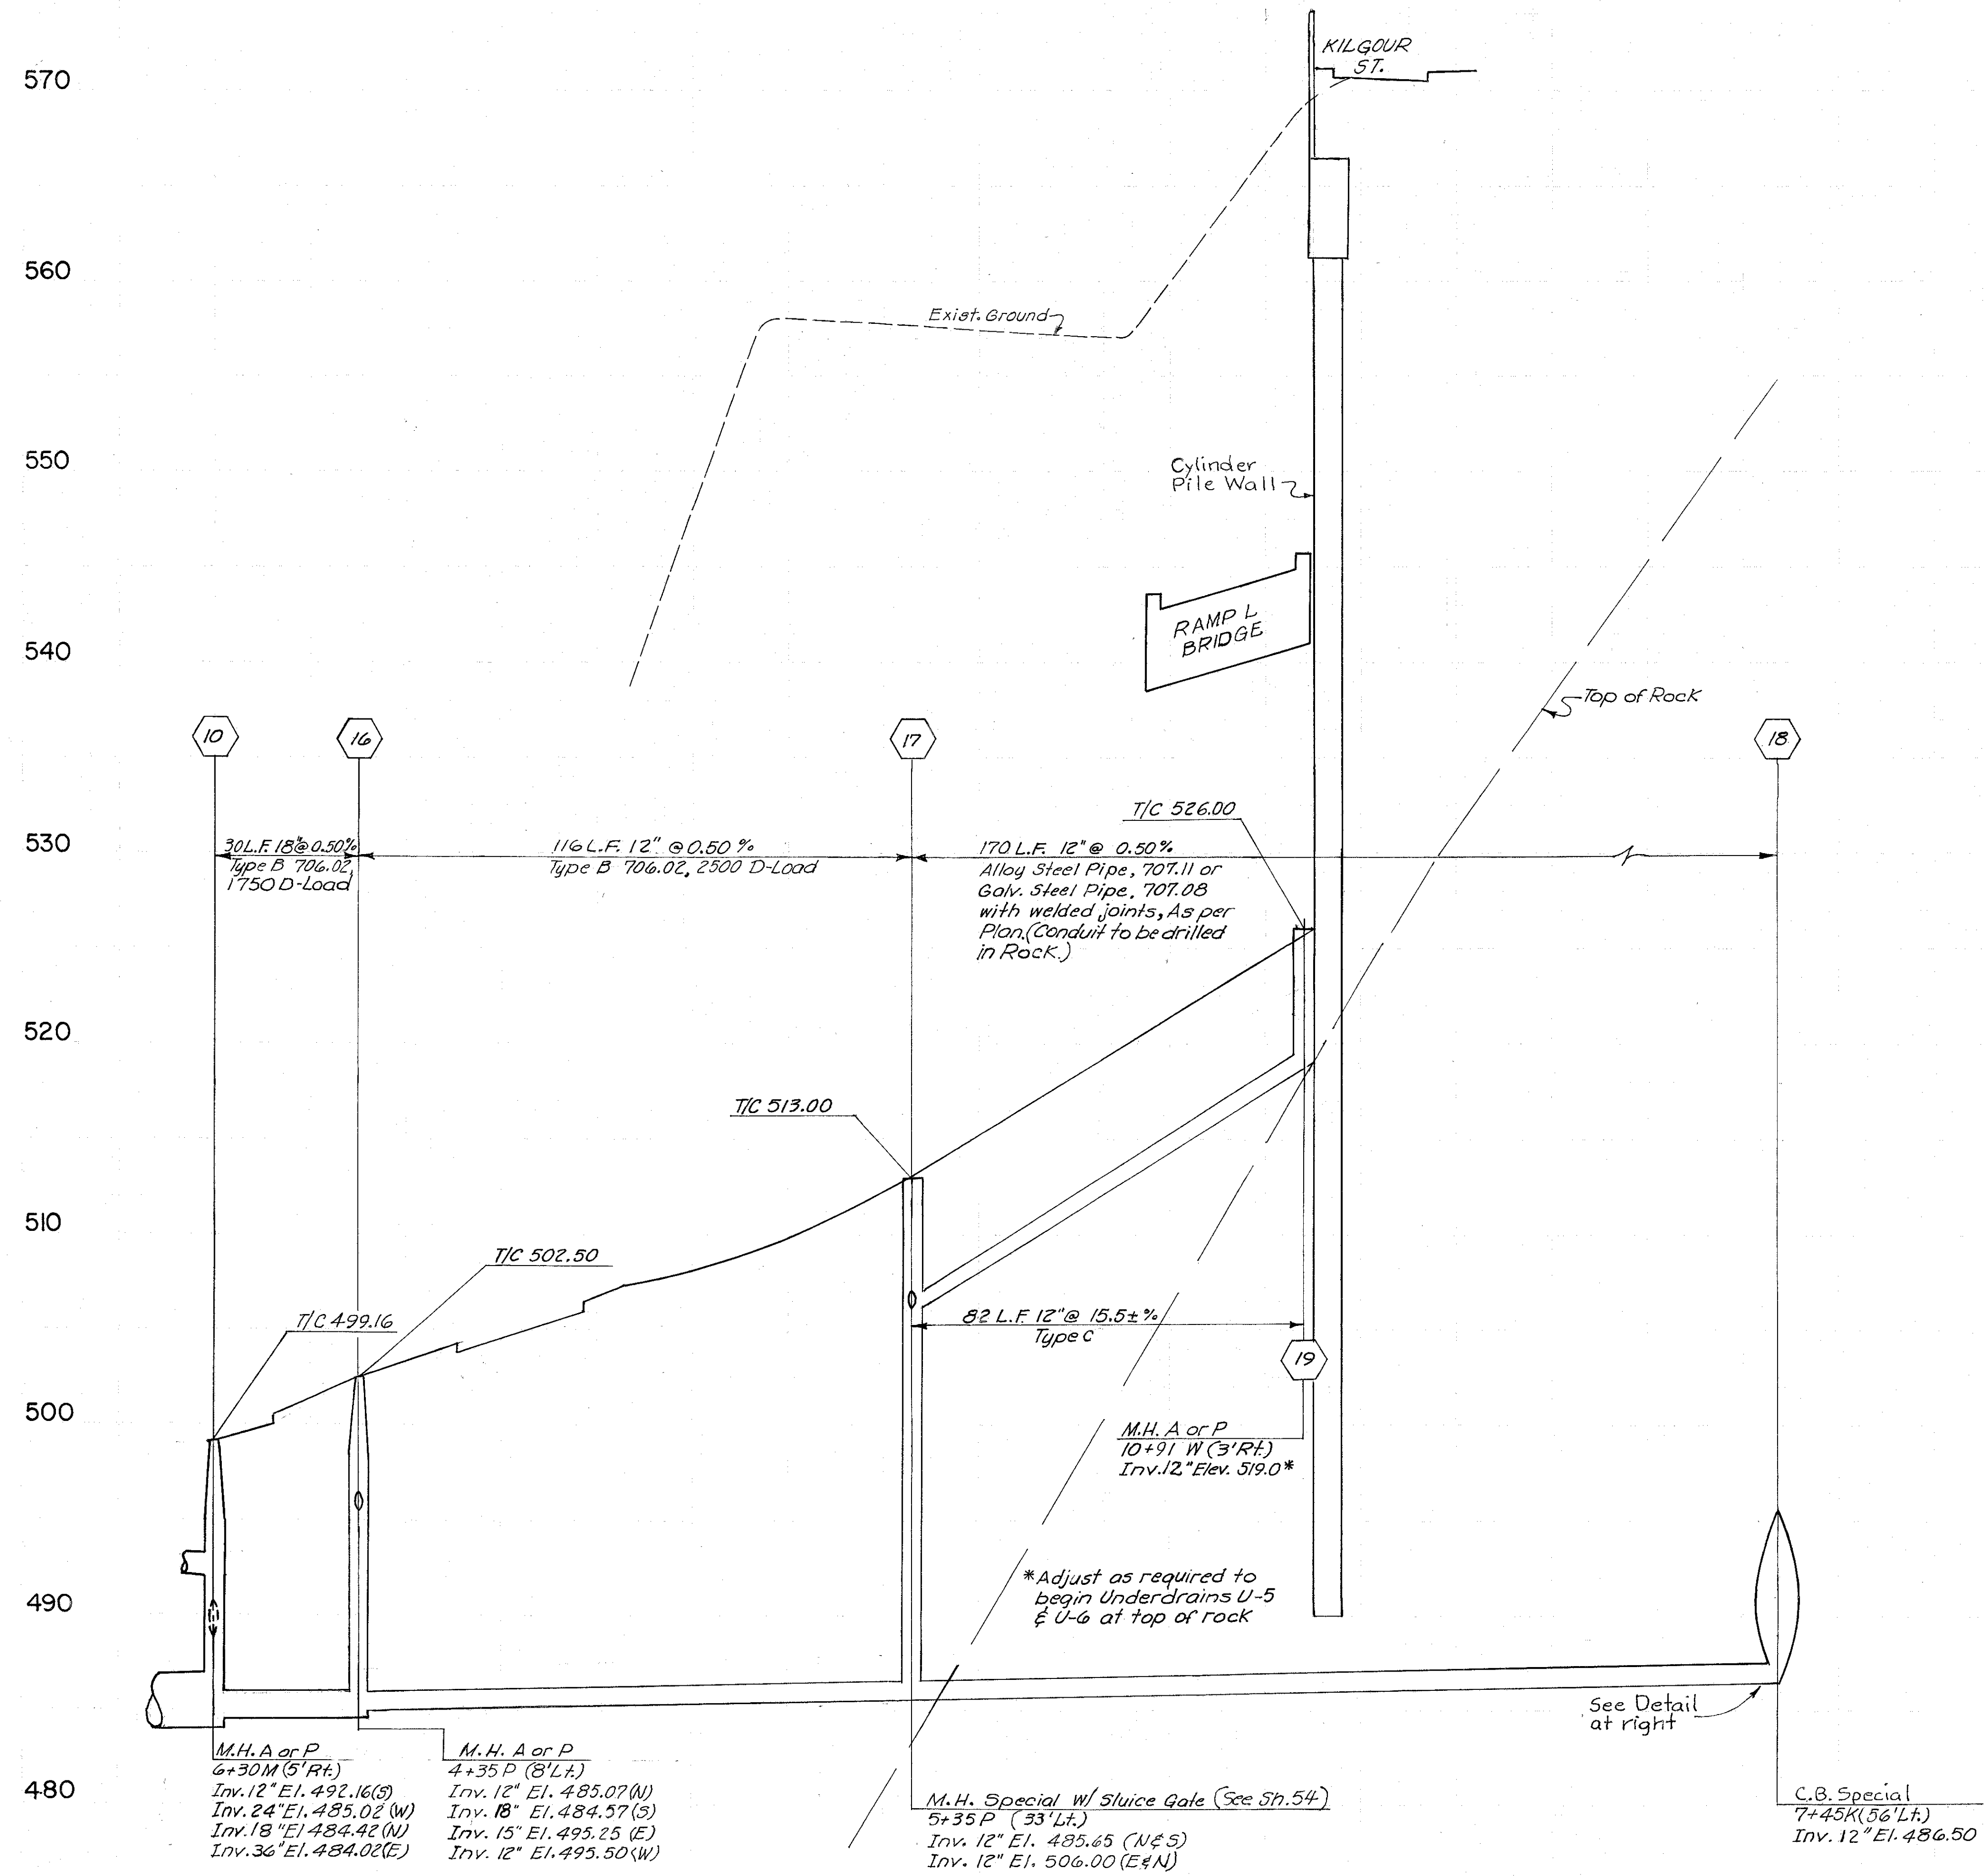 570
KILGOUR
ST.
560
Exist. Ground
550
Cylinder
Pile Wall
540
RAMP L
BRIDGE
Top of Rock
10
16
17
18
530
30 L.F. 18" @ 0.50%
Type B 706.02,
1750 D-Load
116 L.F. 12" @ 0.50 %
Type B 706.02, 2500 D-Load
170 L.F. 12" @ 0.50%
Alloy Steel Pipe, 707.11 or
Galv. Steel Pipe, 707.08
with welded joints, As per
Plan. (Conduit to be drilled
in Rock.)
T/C 526.00
520
T/C 513.00
510
T/C 502.50
T/C 499.16
82 L.F. 12" @ 15.5±%
Type C
19
500
M.H. A or P
10+91 W (3' Rt.)
Inv. 12" Elev. 519.0*
490
*Adjust as required to
begin Underdrains U-5
& U-6 at top of rock
See Detail
at right
480
M.H. A or P
6+30 M (5' Rt.)
Inv. 12" El. 492.16 (S)
Inv. 24" El. 485.02 (W)
Inv. 18" El 484.42 (N)
Inv. 36" El. 484.02 (E)
M.H. A or P
4+35 P (8' Lt.)
Inv. 12" El. 485.07 (N)
Inv. 18" El. 484.57 (S)
Inv. 15" El. 495.25 (E)
Inv. 12" El. 495.50 (W)
M.H. Special W/ Sluice Gate (See Sh. 54)
5+35 P (33' Lt.)
Inv. 12" El. 485.65 (N&S)
Inv. 12" El. 506.00 (E&N)
C.B. Special
7+45K (56' Lt.)
Inv. 12" El. 486.50